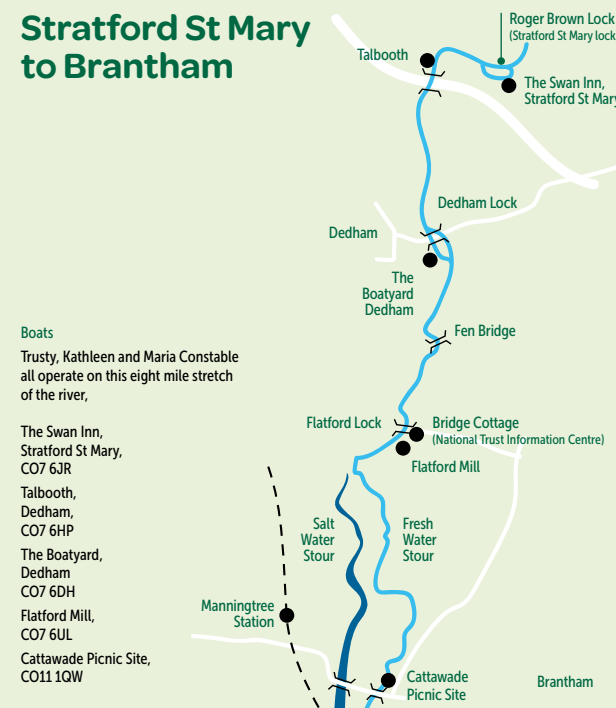 Stratford St Mary
to Brantham
Roger Brown Lock
(Stratford St Mary lock
Talbooth
The Swan Inn,
Stratford St Mary
Dedham Lock
Dedham
The
Boatyard
Dedham
Fen Bridge
Boats
Trusty, Kathleen and Maria Constable
all operate on this eight mile stretch
of the river,
The Swan Inn,
Stratford St Mary,
CO7 6JR
Talbooth,
Dedham,
CO7 6HP
The Boatyard,
Dedham
CO7 6DH
Flatford Mill,
CO7 6UL
Cattawade Picnic Site,
CO11 1QW
Flatford Lock
Bridge Cottage
(National Trust Information Centre)
Flatford Mill
Salt
Water
Stour
Fresh
Water
Stour
Manningtree
Station
Cattawade
Picnic Site
Brantham